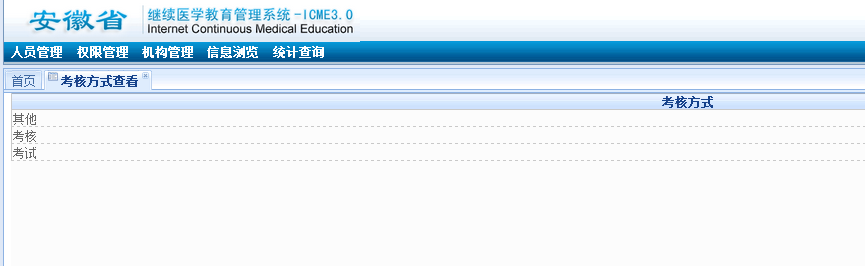 安徽省
继续医学教育管理系统-ICME3.0
Internet Continuous Medical Education
人员管理 权限管理 机构管理 信息浏览 统计查询
首页 考核方式查看
考核方式
其他
考核
考试